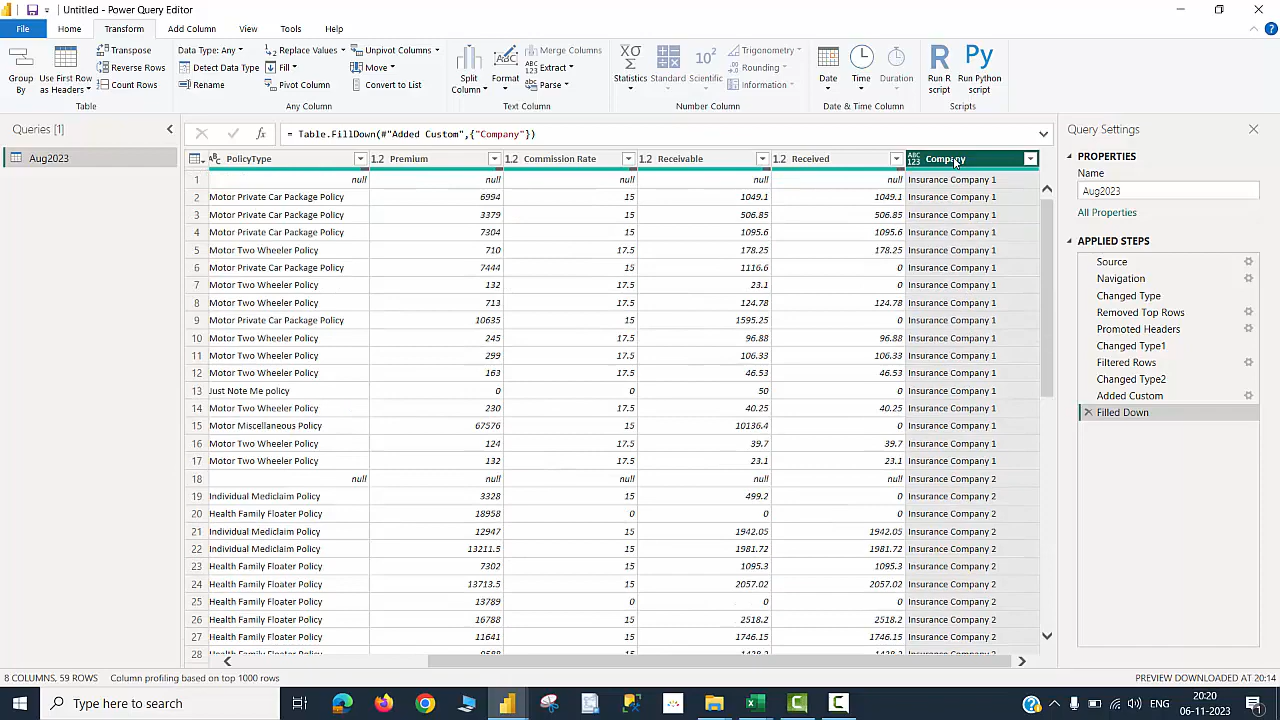 Untitled - Power Query Editor
File Home Transform Add Column View Tools Help
Group By
Use First Row as Headers
Transpose
Reverse Rows
Count Rows
Table
Data Type: Any
Detect Data Type
Rename
Replace Values
Fill
Pivot Column
Unpivot Columns
Move
Convert to List
Any Column
Split Column
Format
Merge Columns
Extract
Parse
Text Column
Statistics
Standard
Scientific
Trigonometry
Rounding
Information
Number Column
Date
Time
Duration
Date & Time Column
Run R script
Run Python script
Scripts
Queries [1]
Aug2023
= Table.FillDown(#"Added Custom",{"Company"})
PolicyType 1.2 Premium 1.2 Commission Rate 1.2 Receivable 1.2 Received ABC 123 Company
1 null null null null null Insurance Company 1
2 Motor Private Car Package Policy 6994 15 1049.1 1049.1 Insurance Company 1
3 Motor Private Car Package Policy 3379 15 506.85 506.85 Insurance Company 1
4 Motor Private Car Package Policy 7304 15 1095.6 1095.6 Insurance Company 1
5 Motor Two Wheeler Policy 710 17.5 178.25 178.25 Insurance Company 1
6 Motor Private Car Package Policy 7444 15 1116.6 0 Insurance Company 1
7 Motor Two Wheeler Policy 132 17.5 23.1 0 Insurance Company 1
8 Motor Two Wheeler Policy 713 17.5 124.78 124.78 Insurance Company 1
9 Motor Private Car Package Policy 10635 15 1595.25 0 Insurance Company 1
10 Motor Two Wheeler Policy 245 17.5 96.88 96.88 Insurance Company 1
11 Motor Two Wheeler Policy 299 17.5 106.33 106.33 Insurance Company 1
12 Motor Two Wheeler Policy 163 17.5 46.53 46.53 Insurance Company 1
13 Just Note Me policy 0 0 50 0 Insurance Company 1
14 Motor Two Wheeler Policy 230 17.5 40.25 40.25 Insurance Company 1
15 Motor Miscellaneous Policy 67576 15 10136.4 0 Insurance Company 1
16 Motor Two Wheeler Policy 124 17.5 39.7 39.7 Insurance Company 1
17 Motor Two Wheeler Policy 132 17.5 23.1 23.1 Insurance Company 1
18 null null null null null Insurance Company 2
19 Individual Mediclaim Policy 3328 15 499.2 0 Insurance Company 2
20 Health Family Floater Policy 18958 0 0 0 Insurance Company 2
21 Individual Mediclaim Policy 12947 15 1942.05 1942.05 Insurance Company 2
22 Individual Mediclaim Policy 13211.5 15 1981.72 1981.72 Insurance Company 2
23 Health Family Floater Policy 7302 15 1095.3 1095.3 Insurance Company 2
24 Health Family Floater Policy 13713.5 15 2057.02 2057.02 Insurance Company 2
25 Health Family Floater Policy 13789 0 0 0 Insurance Company 2
26 Health Family Floater Policy 16788 15 2518.2 2518.2 Insurance Company 2
27 Health Family Floater Policy 11641 15 1746.15 1746.15 Insurance Company 2
28
Query Settings
PROPERTIES
Name
Aug2023
All Properties
APPLIED STEPS
Source
Navigation
Changed Type
Removed Top Rows
Promoted Headers
Changed Type1
Filtered Rows
Changed Type2
Added Custom
Filled Down
8 COLUMNS, 59 ROWS Column profiling based on top 1000 rows PREVIEW DOWNLOADED AT 20:14
Type here to search
ENG
20:20
06-11-2023